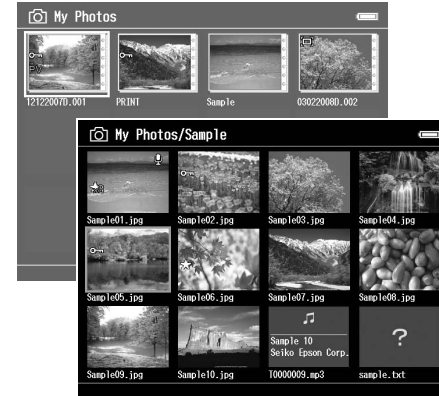 My Photos
12122007D.001 PRINT Sample 03022008D.002
My Photos/Sample
Sample01.jpg Sample02.jpg Sample03.jpg Sample04.jpg
Sample05.jpg Sample06.jpg Sample07.jpg Sample08.jpg
Sample 10
Seiko Epson Corp.
Sample09.jpg Sample10.jpg T0000009.mp3 sample.txt